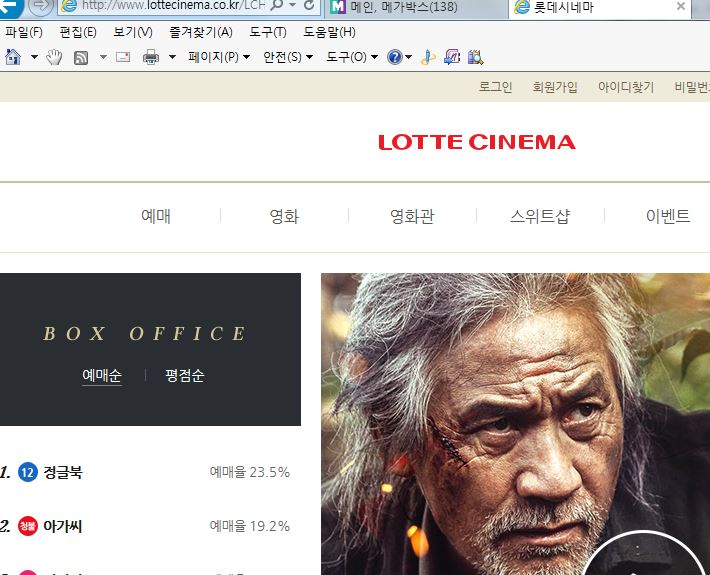 http://www.lottecinema.co.kr/LCH
메인, 메가박스(138)
롯데시네마
파일(F) 편집(E) 보기(V) 즐겨찾기(A) 도구(T) 도움말(H)
페이지(P) 안전(S) 도구(O)
로그인 회원가입 아이디찾기 비밀번
LOTTE CINEMA
예매 영화 영화관 스위트샵 이벤트
BOX OFFICE
예매순 평점순
1. 12 정글북 예매율 23.5%
2. 청불 아가씨 예매율 19.2%